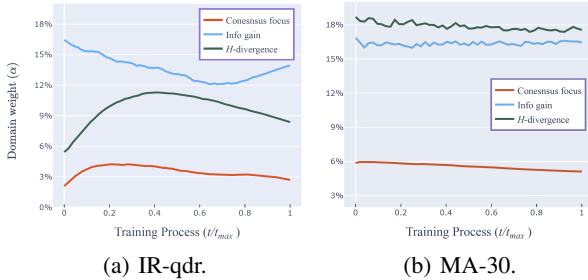 18%
15%
12%
9%
6%
3%
0%
Domain weight (α)
Conesnsus focus
Info gain
H-divergence
0
0.2
0.4
0.6
0.8
1
Training Process (t/t_max )
(a) IR-qdr.
18%
15%
12%
9%
6%
3%
Conesnsus focus
Info gain
H-divergence
0
0.2
0.4
0.6
0.8
1
Training Process (t/t_max )
(b) MA-30.